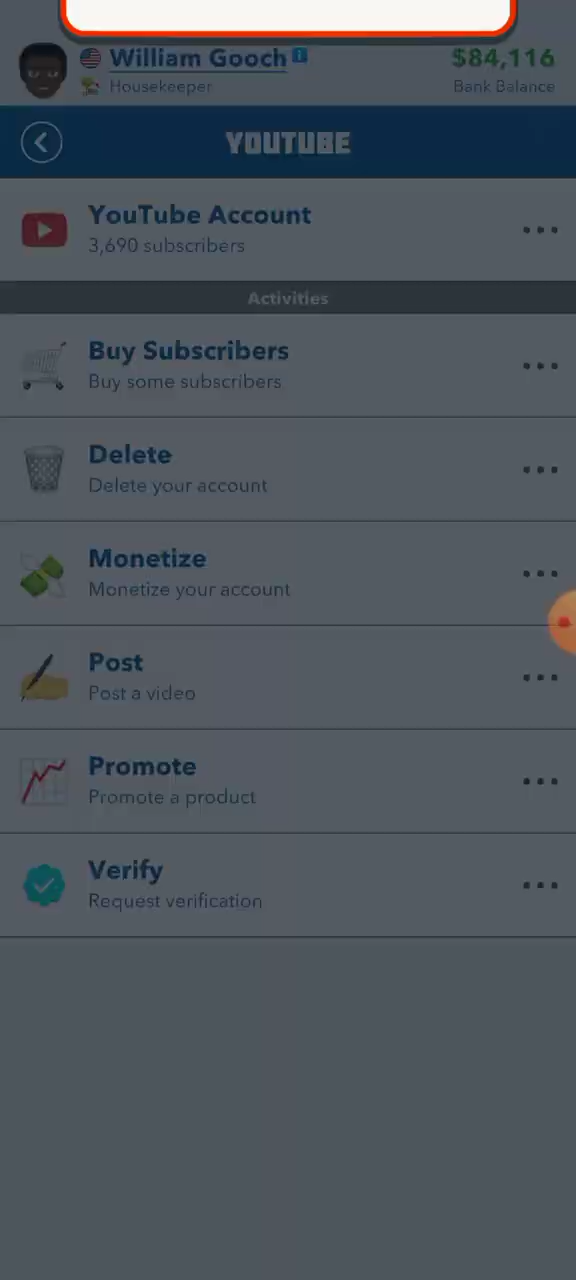 William Gooch
$84,116
Housekeeper
Bank Balance
YOUTUBE
YouTube Account
3,690 subscribers
Activities
Buy Subscribers
Buy some subscribers
Delete
Delete your account
Monetize
Monetize your account
Post
Post a video
Promote
Promote a product
Verify
Request verification